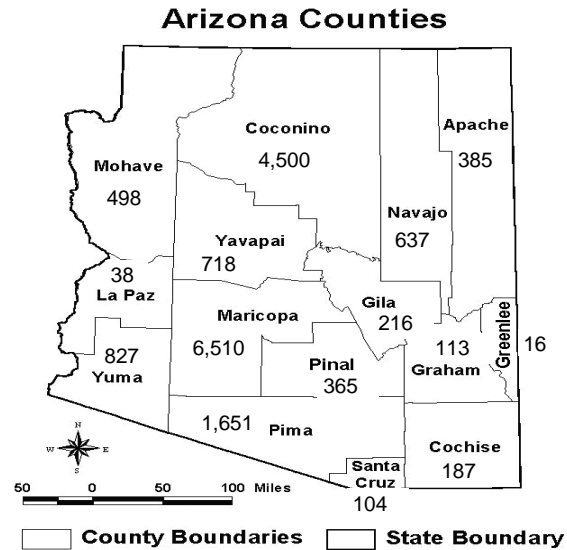 Arizona Counties
Coconino
4,500
Apache
385
Mohave
498
Navajo
637
Yavapai
718
38
La Paz
Gila
216
Maricopa
6,510
Greenlee
16
113
Graham
827
Yuma
Pinal
365
1,651 Pima
Cochise
187
Santa
Cruz
104
N
W E
S
50 0 50 100 Miles
County Boundaries State Boundary